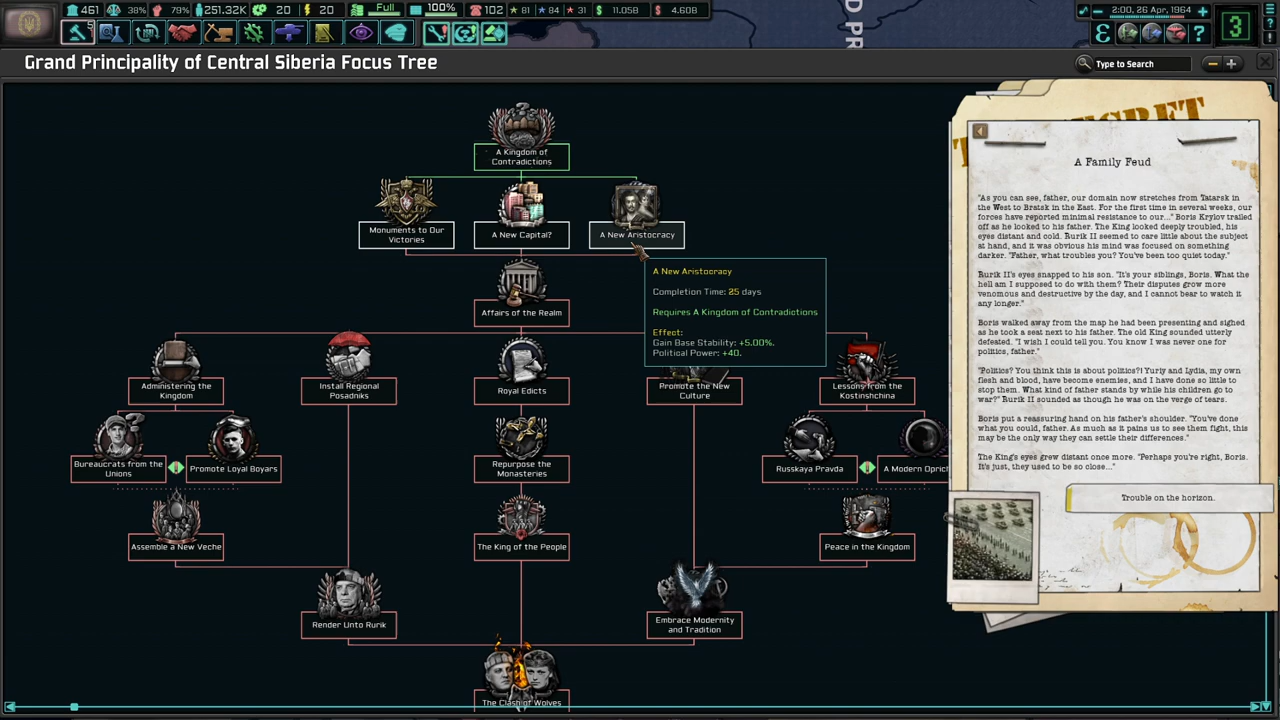 461 38% 79% 251.32K 20 20 Full 100% 102 81 84 31 $ 11.05B $ 4.60B
2:00, 26 Apr, 1964
3
D PR
Grand Principality of Central Siberia Focus Tree
Type to Search
A Kingdom of
Contradictions
Monuments to Our
Victories
A New Capital?
A New Aristocracy
A New Aristocracy
Completion Time: 25 days
Requires A Kingdom of Contradictions
Effect:
Gain Base Stability: +5.00%.
Political Power: +40.
Affairs of the Realm
Administering the
Kingdom
Install Regional
Posadniks
Royal Edicts
Promote the New
Culture
Lessons from the
Kostinshchina
Bureaucrats from the
Unions
Promote Loyal Boyars
Repurpose the
Monasteries
Russkaya Pravda
A Modern Oprich
Assemble a New Veche
The King of the People
Peace in the Kingdom
Render Unto Rurik
Embrace Modernity
and Tradition
The Clash of Wolves
A Family Feud
"As you can see, father, our domain now stretches from Tatarsk
in the West to Bratsk in the East. For the first time in several weeks, our
forces have reported minimal resistance to our..." Boris Krylov trailed
off as he looked to his father. The King looked deeply troubled, his
eyes distant and cold. Rurik II seemed to care little about the subject
at hand, and it was obvious his mind was focused on something
darker. "Father, what troubles you? You've been too quiet today."
Rurik II's eyes snapped to his son. "It's your siblings, Boris. What the
hell am I supposed to do with them? Their disputes grow more
venomous and destructive by the day, and I cannot bear to watch it
any longer."
Boris walked away from the map he had been presenting and sighed
as he took a seat next to his father. The old King sounded utterly
defeated. "I wish I could tell you. You know I was never one for
politics, father."
"Politics? You think this is about politics?! Yuriy and Lydia, my own
flesh and blood, have become enemies, and I have done so little to
stop them. What kind of father stands by while his children go to
war?" Rurik II sounded as though he was on the verge of tears.
Boris put a reassuring hand on his father's shoulder. "You've done
what you could, father. As much as it pains us to see them fight, this
may be the only way they can settle their differences."
The King's eyes grew distant once more. "Perhaps you're right, Boris.
It's just, they used to be so close..."
Trouble on the horizon.